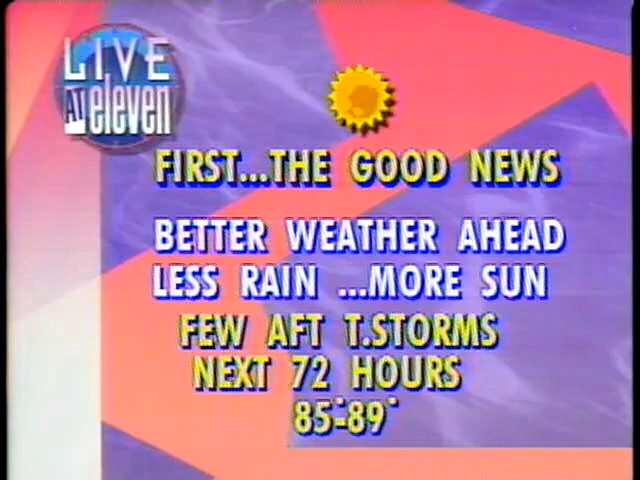 LIVE
AT eleven
FIRST...THE GOOD NEWS
BETTER WEATHER AHEAD
LESS RAIN ...MORE SUN
FEW AFT T.STORMS
NEXT 72 HOURS
85°-89°